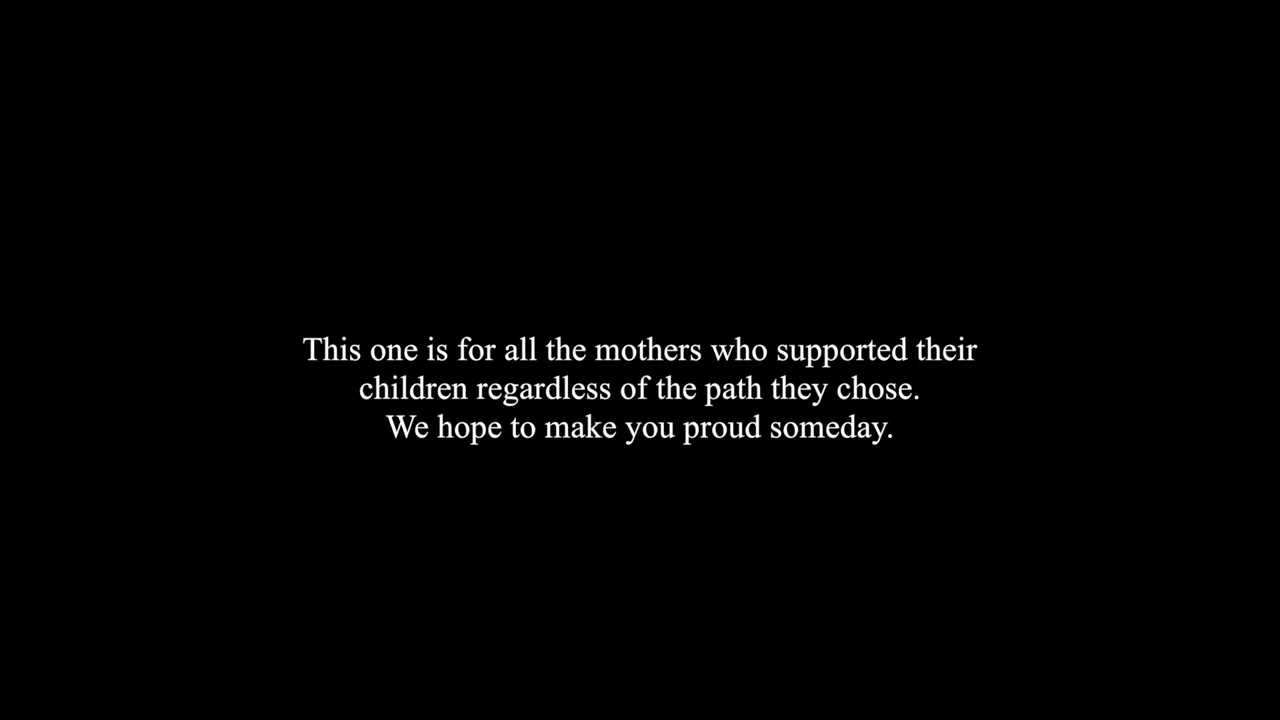 This one is for all the mothers who supported their
children regardless of the path they chose.
We hope to make you proud someday.